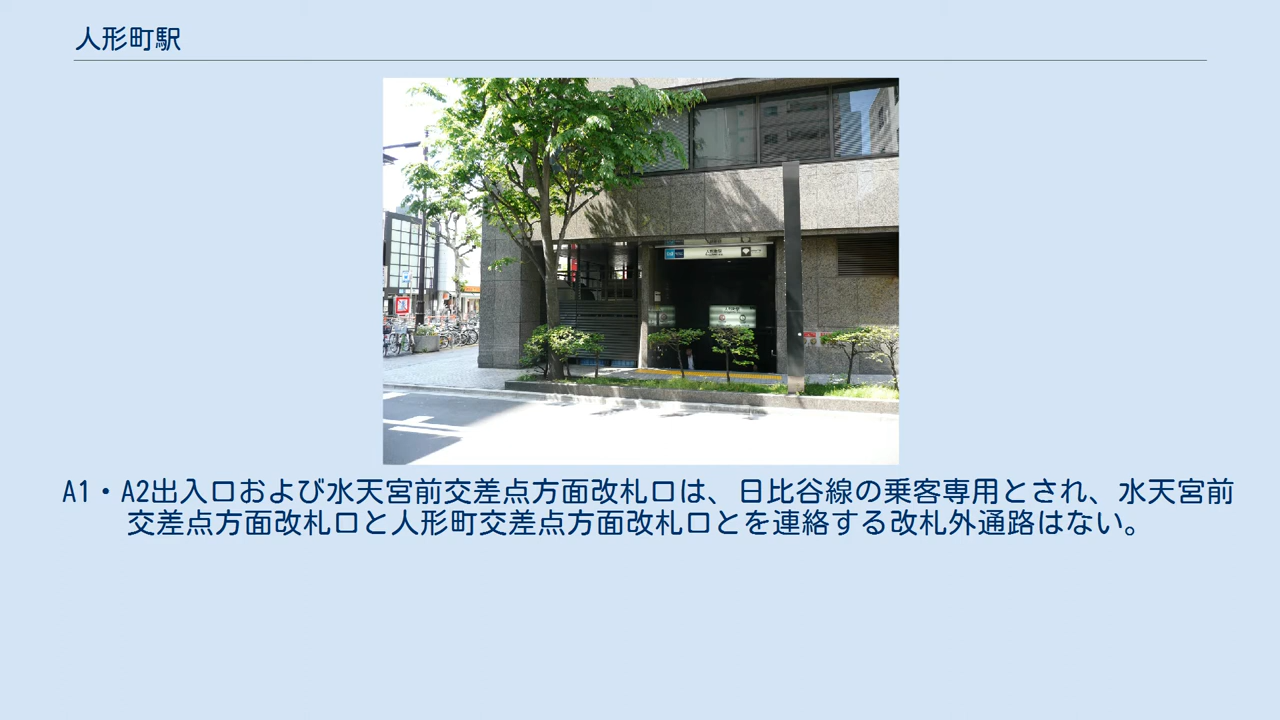 人形町駅
人形町駅
A1・A2出入口および水天宮前交差点方面改札口は、日比谷線の乗客専用とされ、水天宮前
交差点方面改札口と人形町交差点方面改札口とを連絡する改札外通路はない。